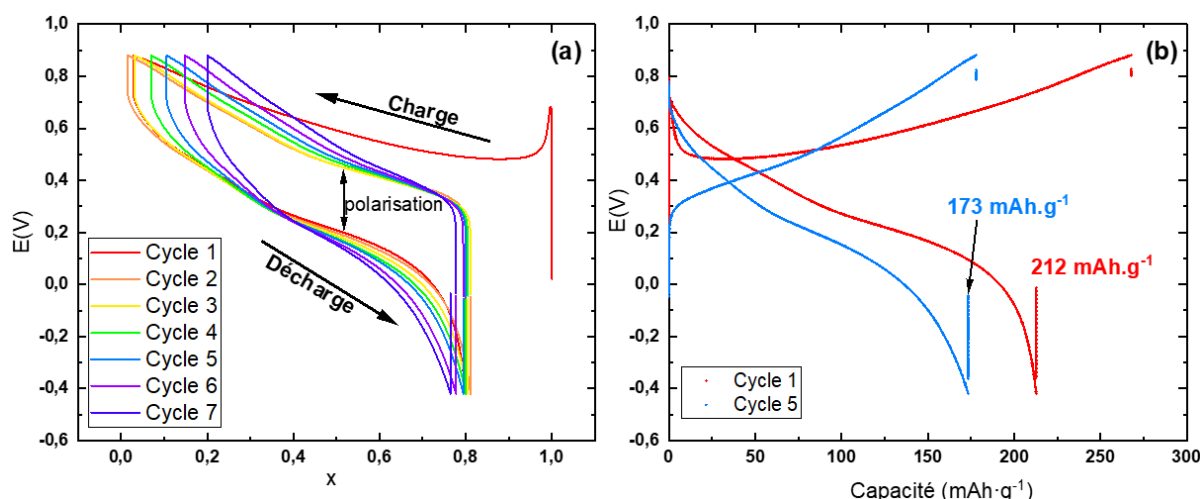 (a)
E(V)
1,0
0,8
0,6
0,4
0,2
0,0
-0,2
-0,4
-0,6
Charge
polarisation
Décharge
Cycle 1
Cycle 2
Cycle 3
Cycle 4
Cycle 5
Cycle 6
Cycle 7
0,0 0,2 0,4 0,6 0,8 1,0
x
(b)
E(V)
1,0
0,8
0,6
0,4
0,2
0,0
-0,2
-0,4
-0,6
173 mAh.g⁻¹
212 mAh.g⁻¹
Cycle 1
Cycle 5
0 50 100 150 200 250 300
Capacité (mAh·g⁻¹)